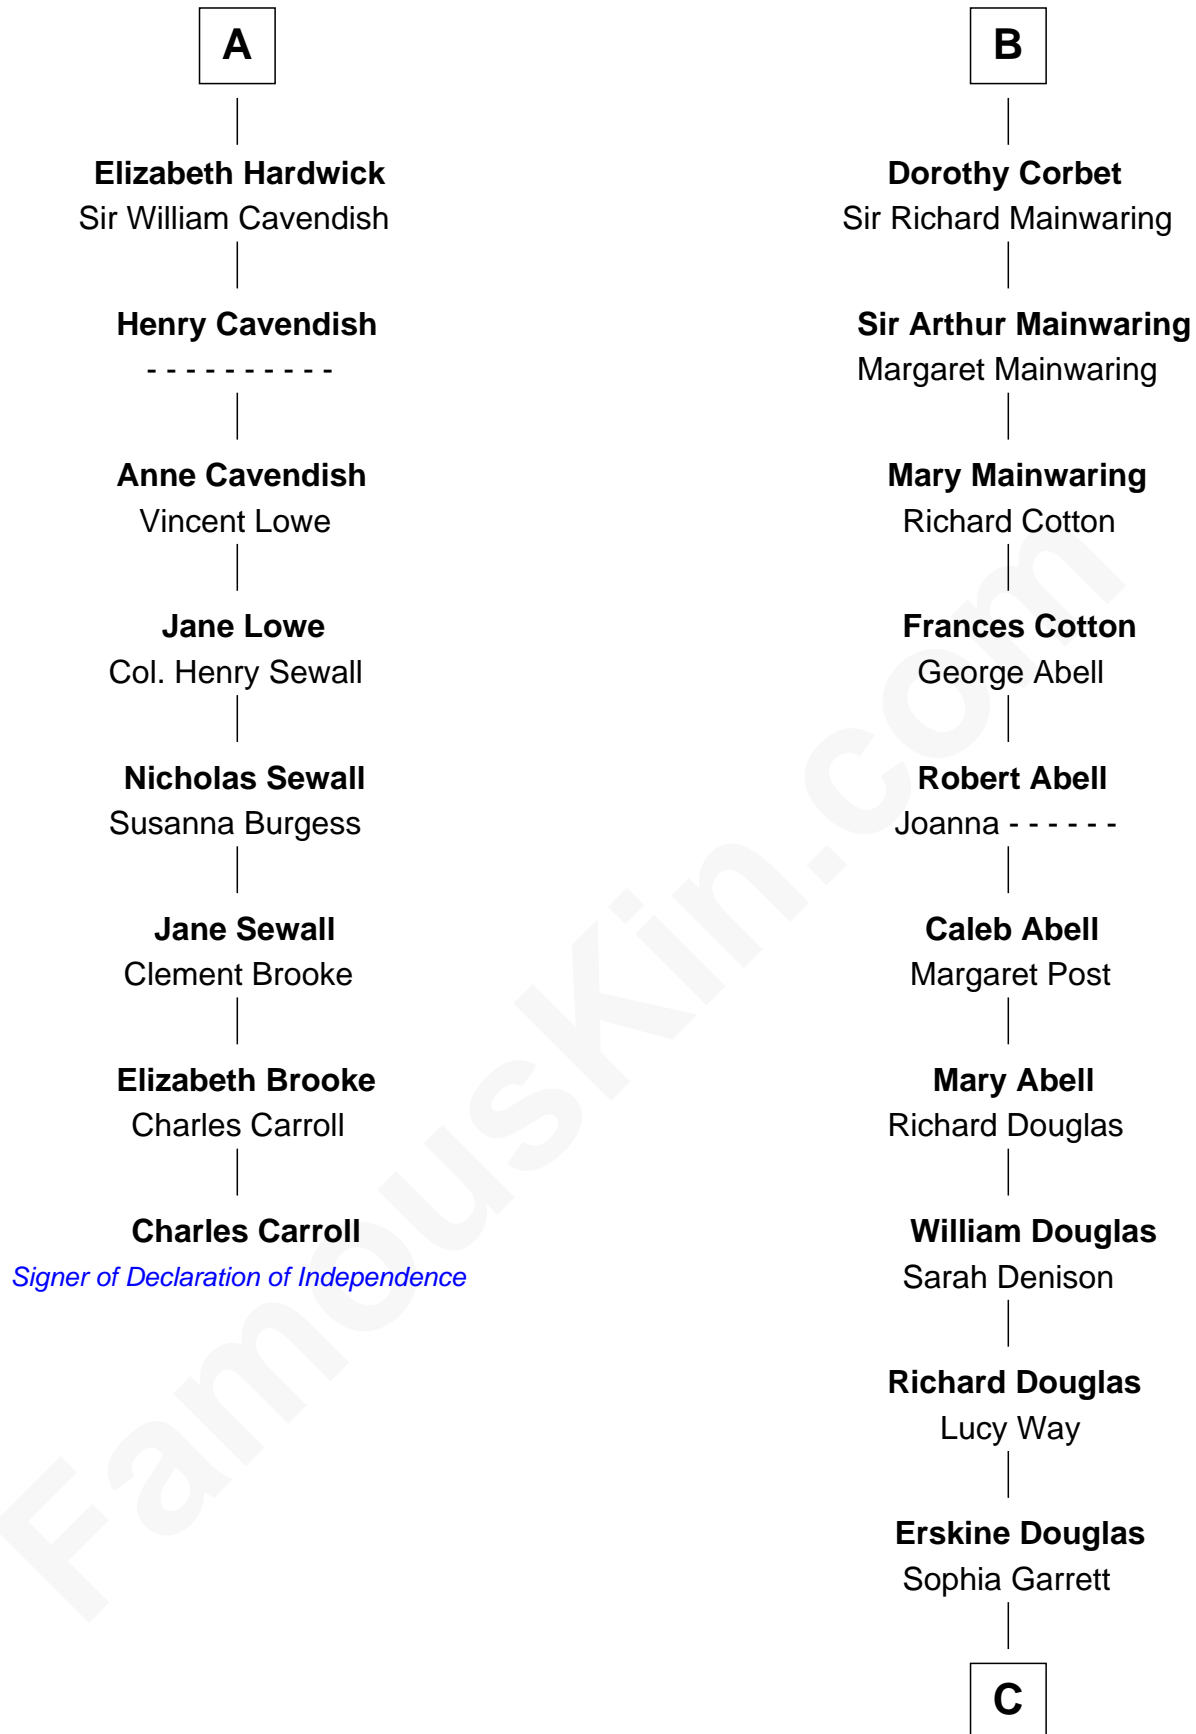 A
Elizabeth Hardwick
Sir William Cavendish
Henry Cavendish
- - - - - - - - - -
Anne Cavendish
Vincent Lowe
Jane Lowe
Col. Henry Sewall
Nicholas Sewall
Susanna Burgess
Jane Sewall
Clement Brooke
Elizabeth Brooke
Charles Carroll
Charles Carroll
Signer of Declaration of Independence
B
Dorothy Corbet
Sir Richard Mainwaring
Sir Arthur Mainwaring
Margaret Mainwaring
Mary Mainwaring
Richard Cotton
Frances Cotton
George Abell
Robert Abell
Joanna - - - - - -
Caleb Abell
Margaret Post
Mary Abell
Richard Douglas
William Douglas
Sarah Denison
Richard Douglas
Lucy Way
Erskine Douglas
Sophia Garrett
C
FamousKin.com